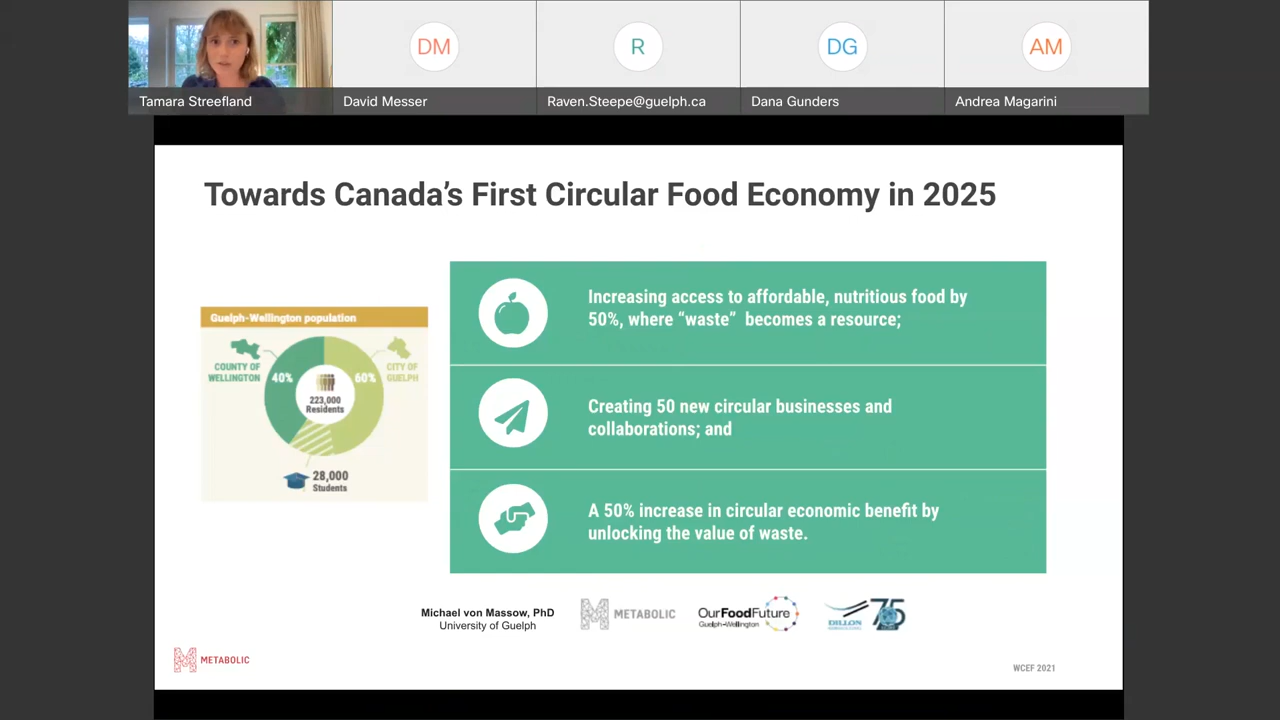 DM
R
DG
AM
Tamara Streefland
David Messer
Raven.Steepe@guelph.ca
Dana Gunders
Andrea Magarini
Towards Canada's First Circular Food Economy in 2025
Guelph-Wellington population
COUNTY OF
WELLINGTON
40%
60%
CITY OF
GUELPH
223,000
Residents
28,000
Students
Increasing access to affordable, nutritious food by
50%, where “waste”  becomes a resource;
Creating 50 new circular businesses and
collaborations; and
A 50% increase in circular economic benefit by
unlocking the value of waste.
Michael von Massow, PhD
University of Guelph
METABOLIC
OurFoodFuture
Guelph-Wellington
DILLON
75
METABOLIC
WCEF 2021